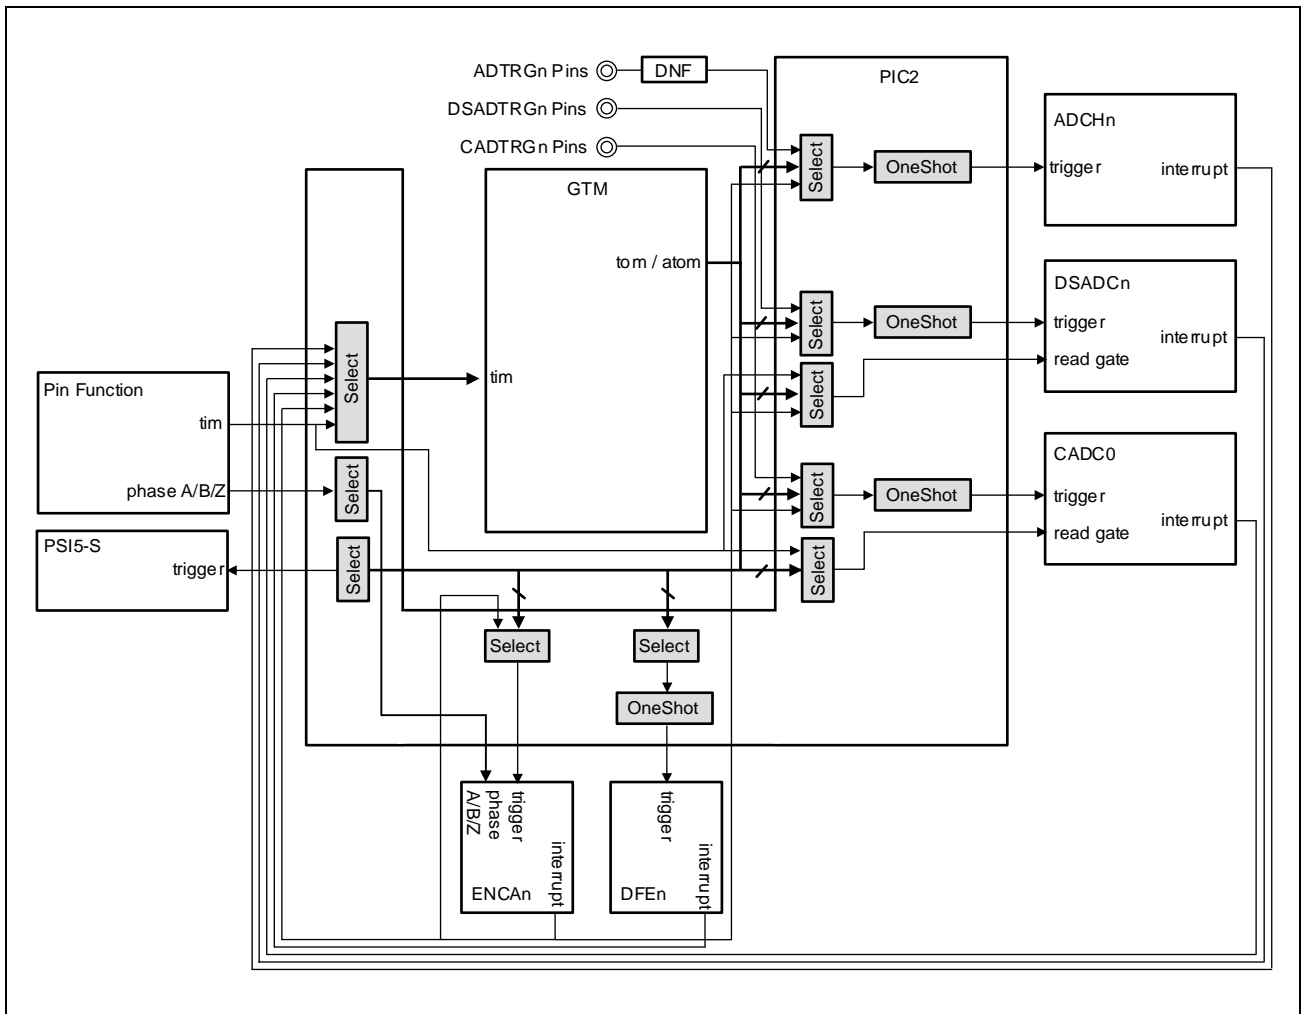 ADTRGn Pins
DNF
DSADTRGn Pins
CADTRGn Pins
PIC2
ADCHn
Select
OneShot
trigger
interrupt
GTM
tom / atom
tim
DSADCn
Select
OneShot
trigger
interrupt
read gate
Select
Select
Pin Function
tim
phase A/B/Z
Select
CADC0
Select
OneShot
trigger
interrupt
read gate
PSI5-S
trigger
Select
Select
Select
Select
OneShot
trigger
phase
A/B/Z
interrupt
ENCAn
trigger
interrupt
DFEn